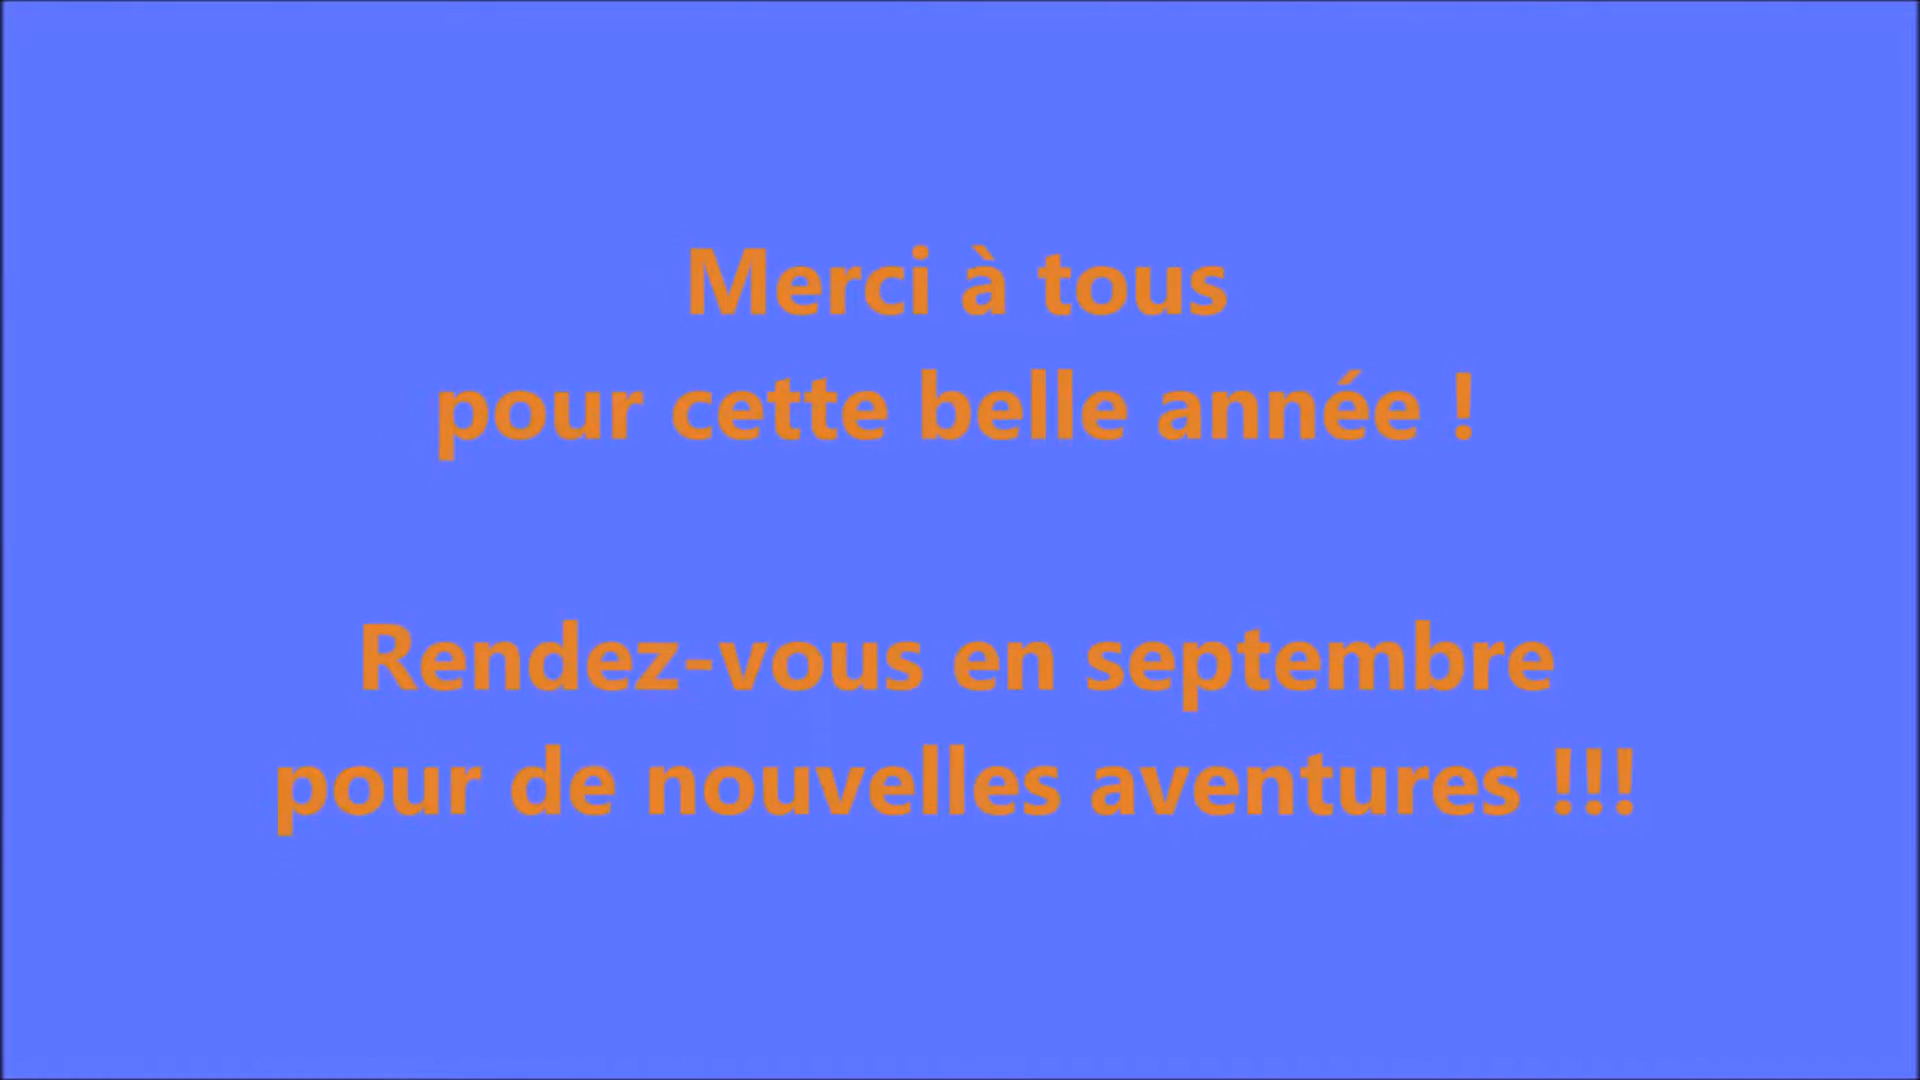 Merci à tous
pour cette belle année !
Rendez-vous en septembre
pour de nouvelles aventures !!!